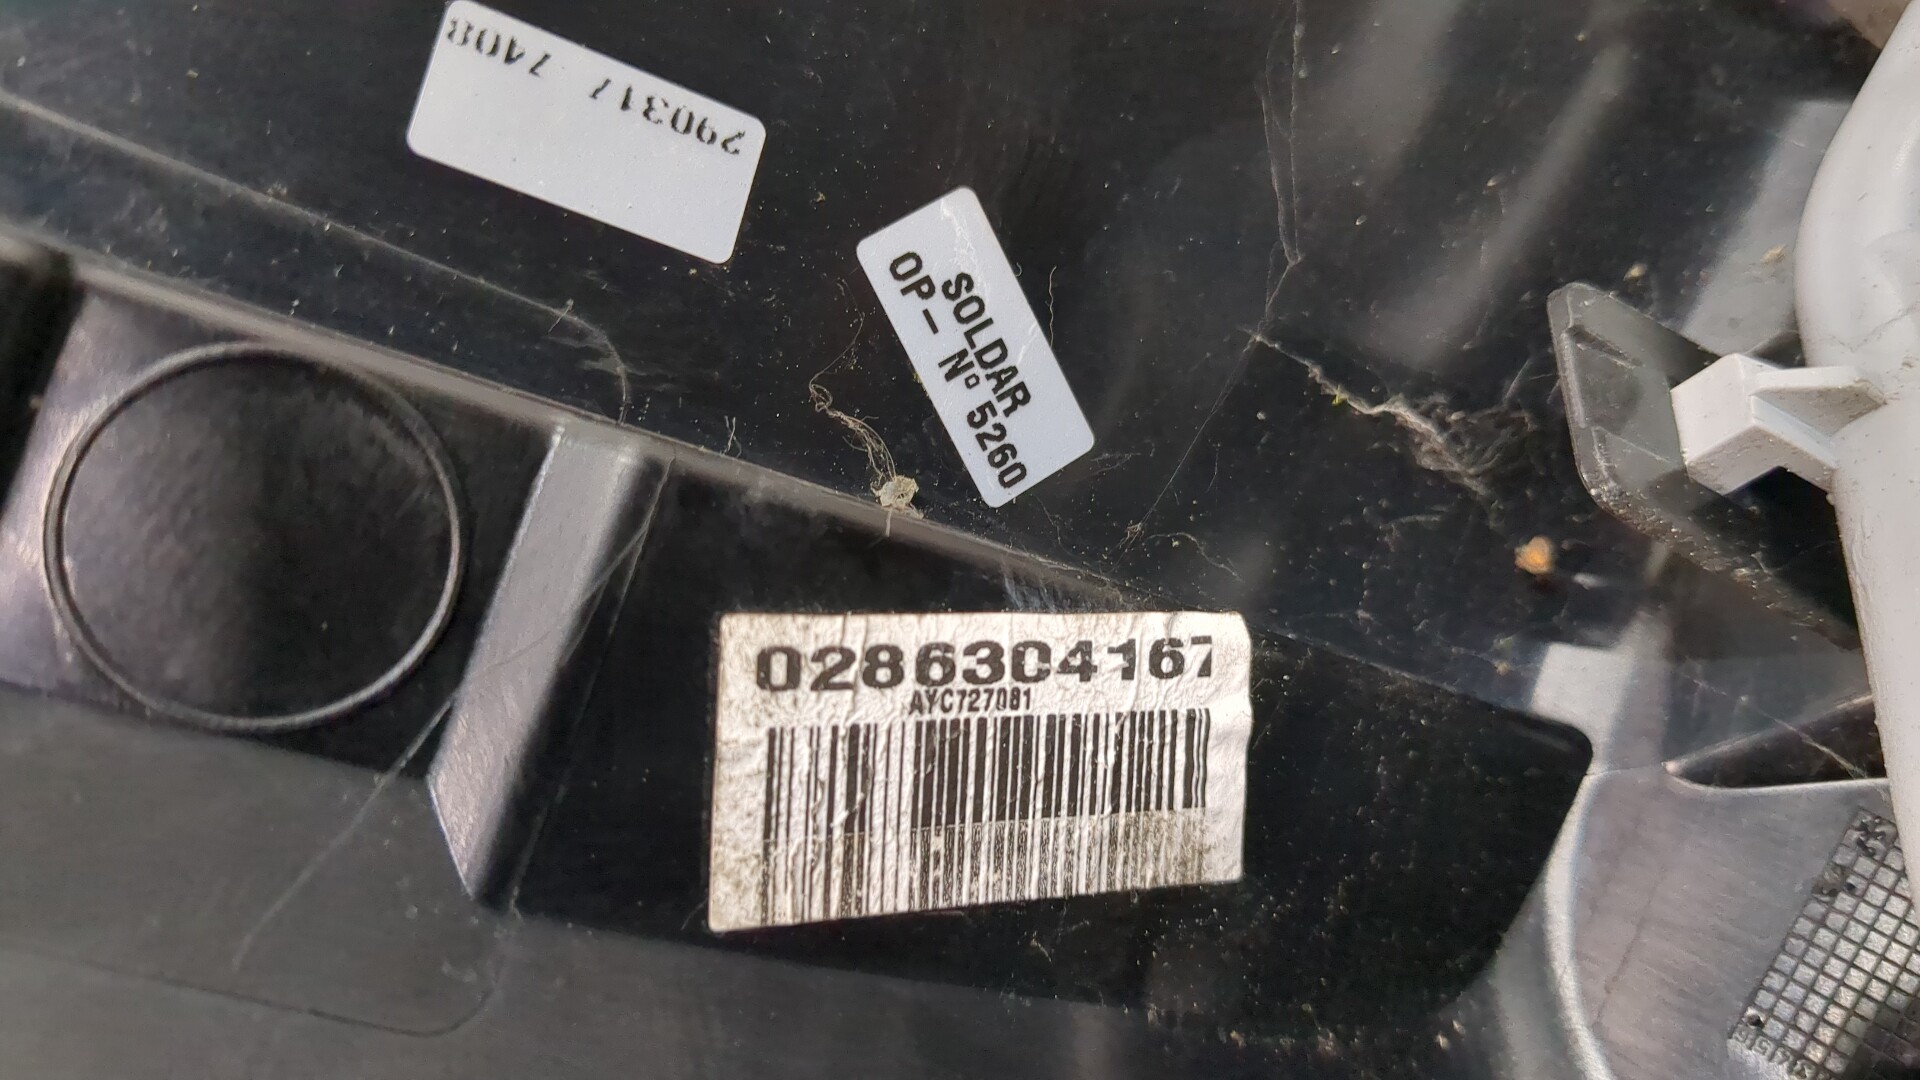 290317 7408
SOLDAR
OP- Nº 5260
0286304167
AYC727081